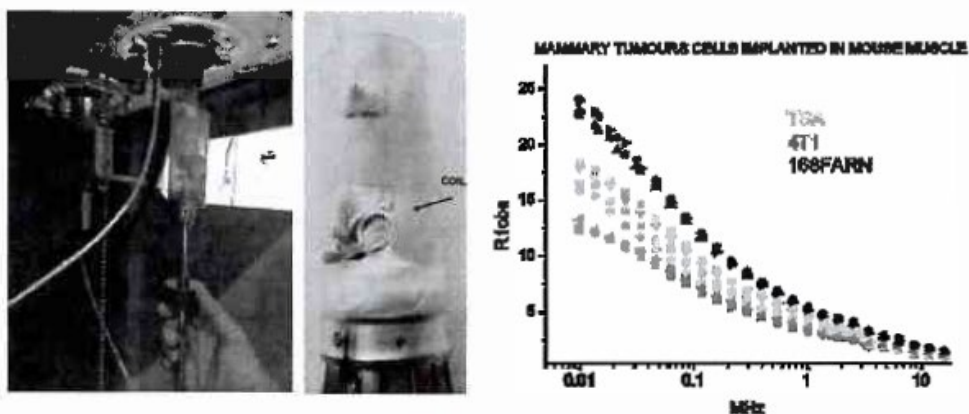 COIL
MAMMARY TUMOURS CELLS IMPLANTED IN MOUSE MUSCLE
25
20
15
10
5
TSA
4T1
168FARN
R1obs
0.01
0.1
1
10
MHz